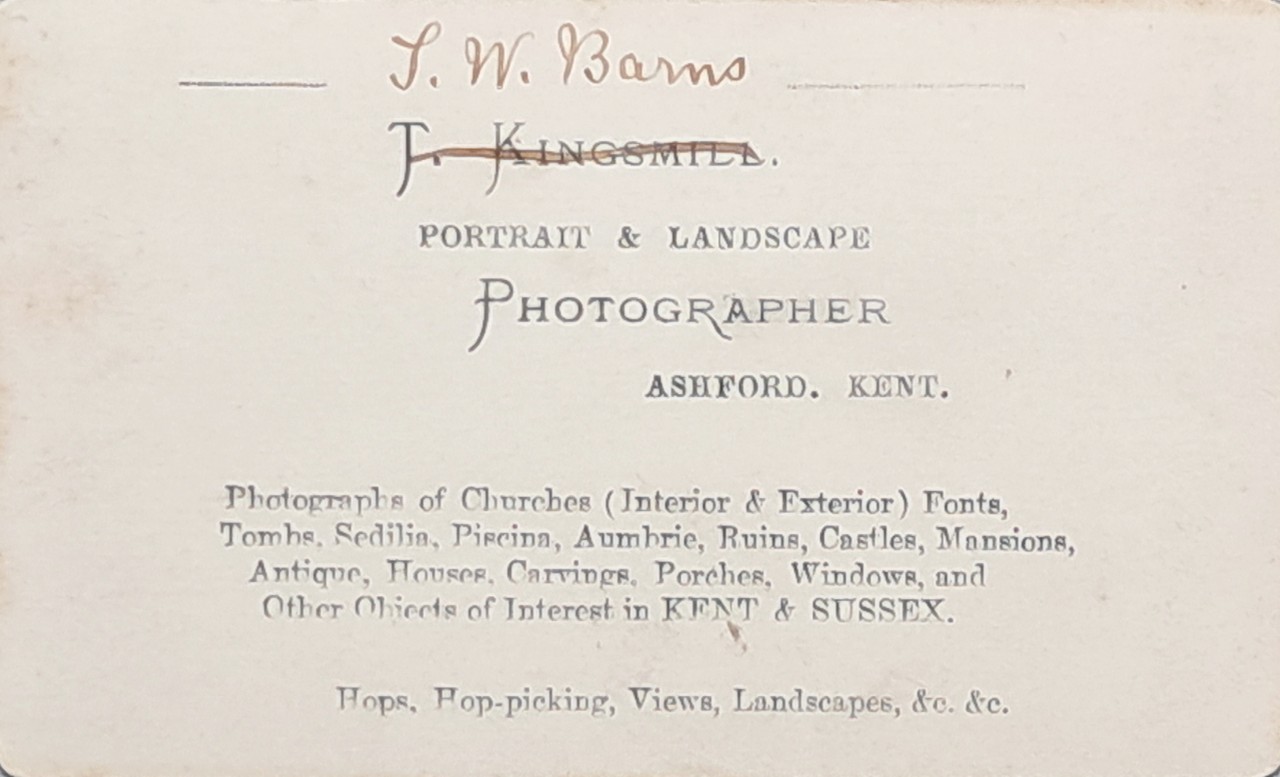 T. W. Barns
T. KINGSMILL.
PORTRAIT & LANDSCAPE
PHOTOGRAPHER
ASHFORD. KENT.
Photographs of Churches (Interior & Exterior) Fonts,
Tombs, Sedilia, Piscina, Aumbrie, Ruins, Castles, Mansions,
Antique, Houses, Carvings, Porches, Windows, and
Other Objects of Interest in KENT & SUSSEX.
Hops, Hop-picking, Views, Landscapes, &c. &c.